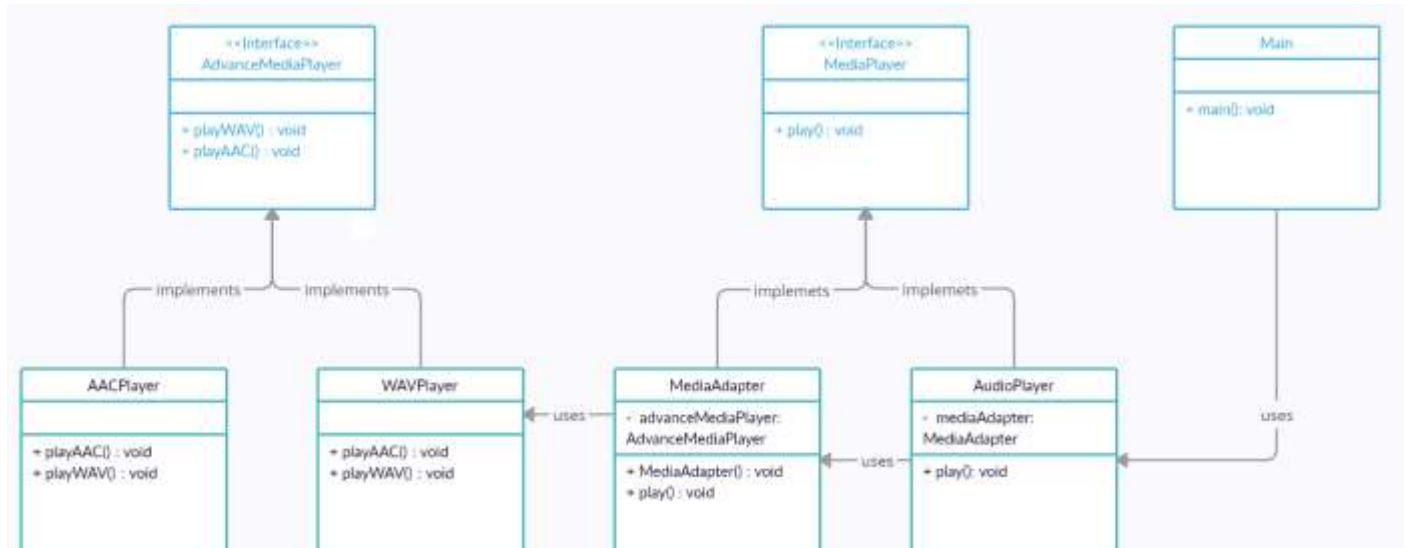 <<Interface>>
AdvanceMediaPlayer
+ playWAV() : void
+ playAAC() : void
<<Interface>>
MediaPlayer
+ play() : void
Main
+ main(): void
implements
implements
implemets
implemets
AACPlayer
+ playAAC() : void
+ playWAV() : void
WAVPlayer
+ playAAC() : void
+ playWAV() : void
uses
MediaAdapter
- advanceMediaPlayer:
AdvanceMediaPlayer
+ MediaAdapter() : void
+ play() : void
uses
AudioPlayer
- mediaAdapter:
MediaAdapter
+ play(): void
uses